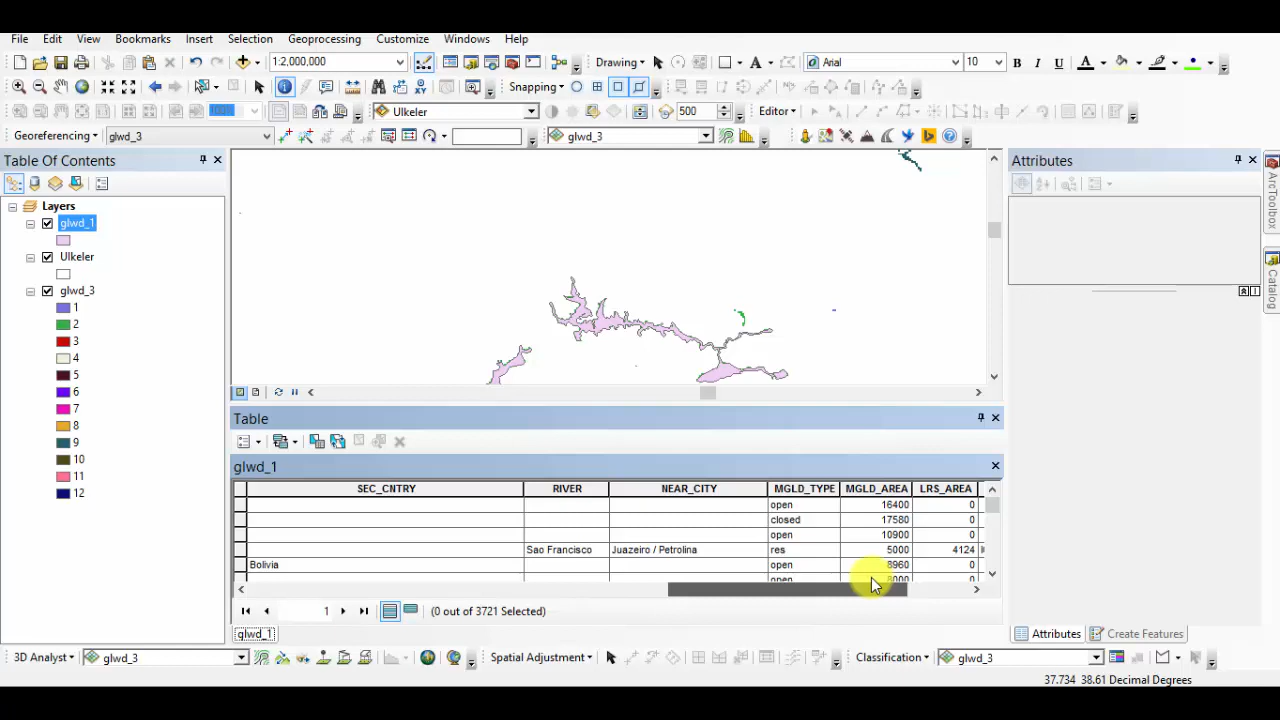 File Edit View Bookmarks Insert Selection Geoprocessing Customize Windows Help
1:2,000,000 Drawing Arial 10 B I U A
Snapping
Ulkeler 500 Editor
Georeferencing glwd_3 glwd_3
Table Of Contents
Layers
glwd_1
Ulkeler
glwd_3
1
2
3
4
5
6
7
8
9
10
11
12
Attributes
ArcToolbox
Catalog
Table
glwd_1
SEC_CNTRY RIVER NEAR_CITY MGLD_TYPE MGLD_AREA LRS_AREA
open 16400 0
closed 17580 0
open 10900 0
Sao Francisco Juazeiro / Petrolina res 5000 4124
Bolivia open 8960 0
open 8000 0
1 (0 out of 3721 Selected)
glwd_1
Attributes Create Features
3D Analyst glwd_3 Spatial Adjustment Classification glwd_3
37.734 38.61 Decimal Degrees